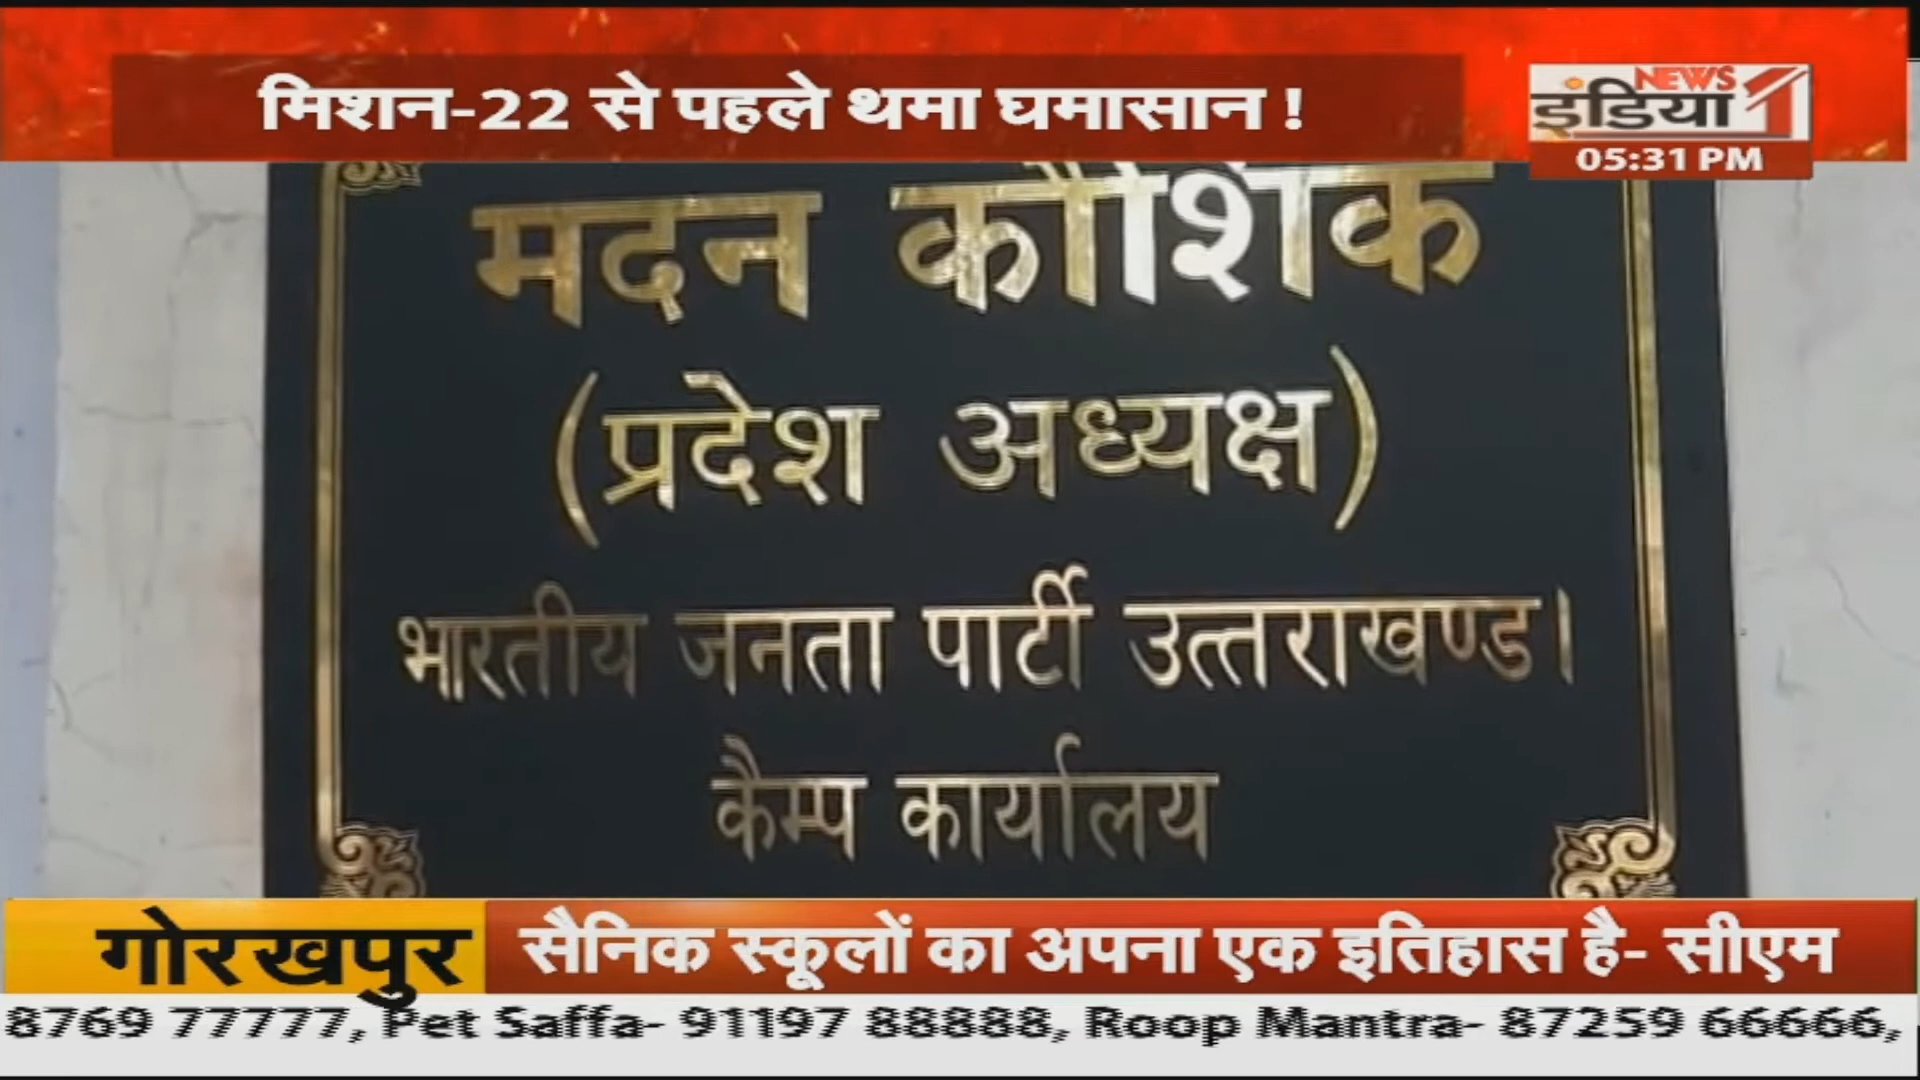 मिशन-22 से पहले थमा घमासान !
NEWS
इंडिया 1
05:31 PM
मदन कौशिक
(प्रदेश अध्यक्ष)
भारतीय जनता पार्टी उत्तराखण्ड।
कैम्प कार्यालय
गोरखपुर
सैनिक स्कूलों का अपना एक इतिहास है- सीएम
8769 77777, Pet Saffa- 91197 88888, Roop Mantra- 87259 66666,